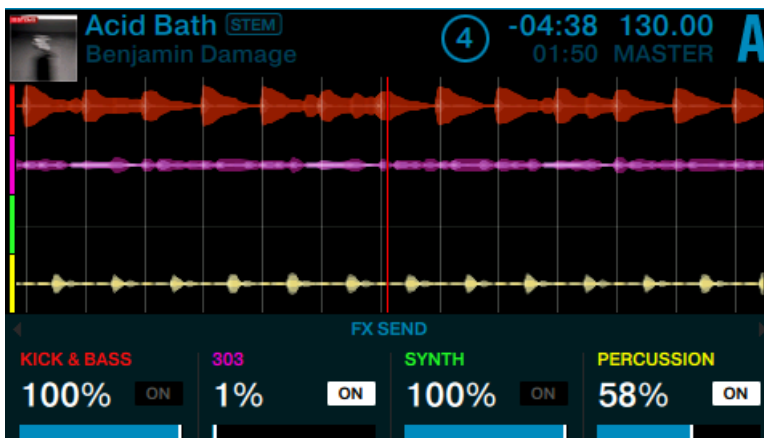 Acid Bath STEM
Benjamin Damage
4
-04:38 130.00
01:50 MASTER
A
FX SEND
KICK & BASS 303 SYNTH PERCUSSION
100% ON 1% ON 100% ON 58% ON